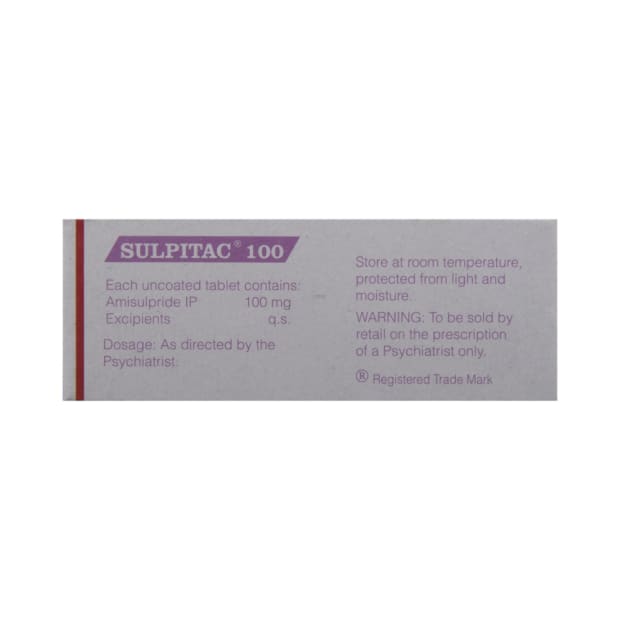 SULPITAC® 100
Each uncoated tablet contains:
Amisulpride IP 100 mg
Excipients q.s.
Dosage: As directed by the
Psychiatrist.
Store at room temperature,
protected from light and
moisture.
WARNING: To be sold by
retail on the prescription
of a Psychiatrist only.
® Registered Trade Mark